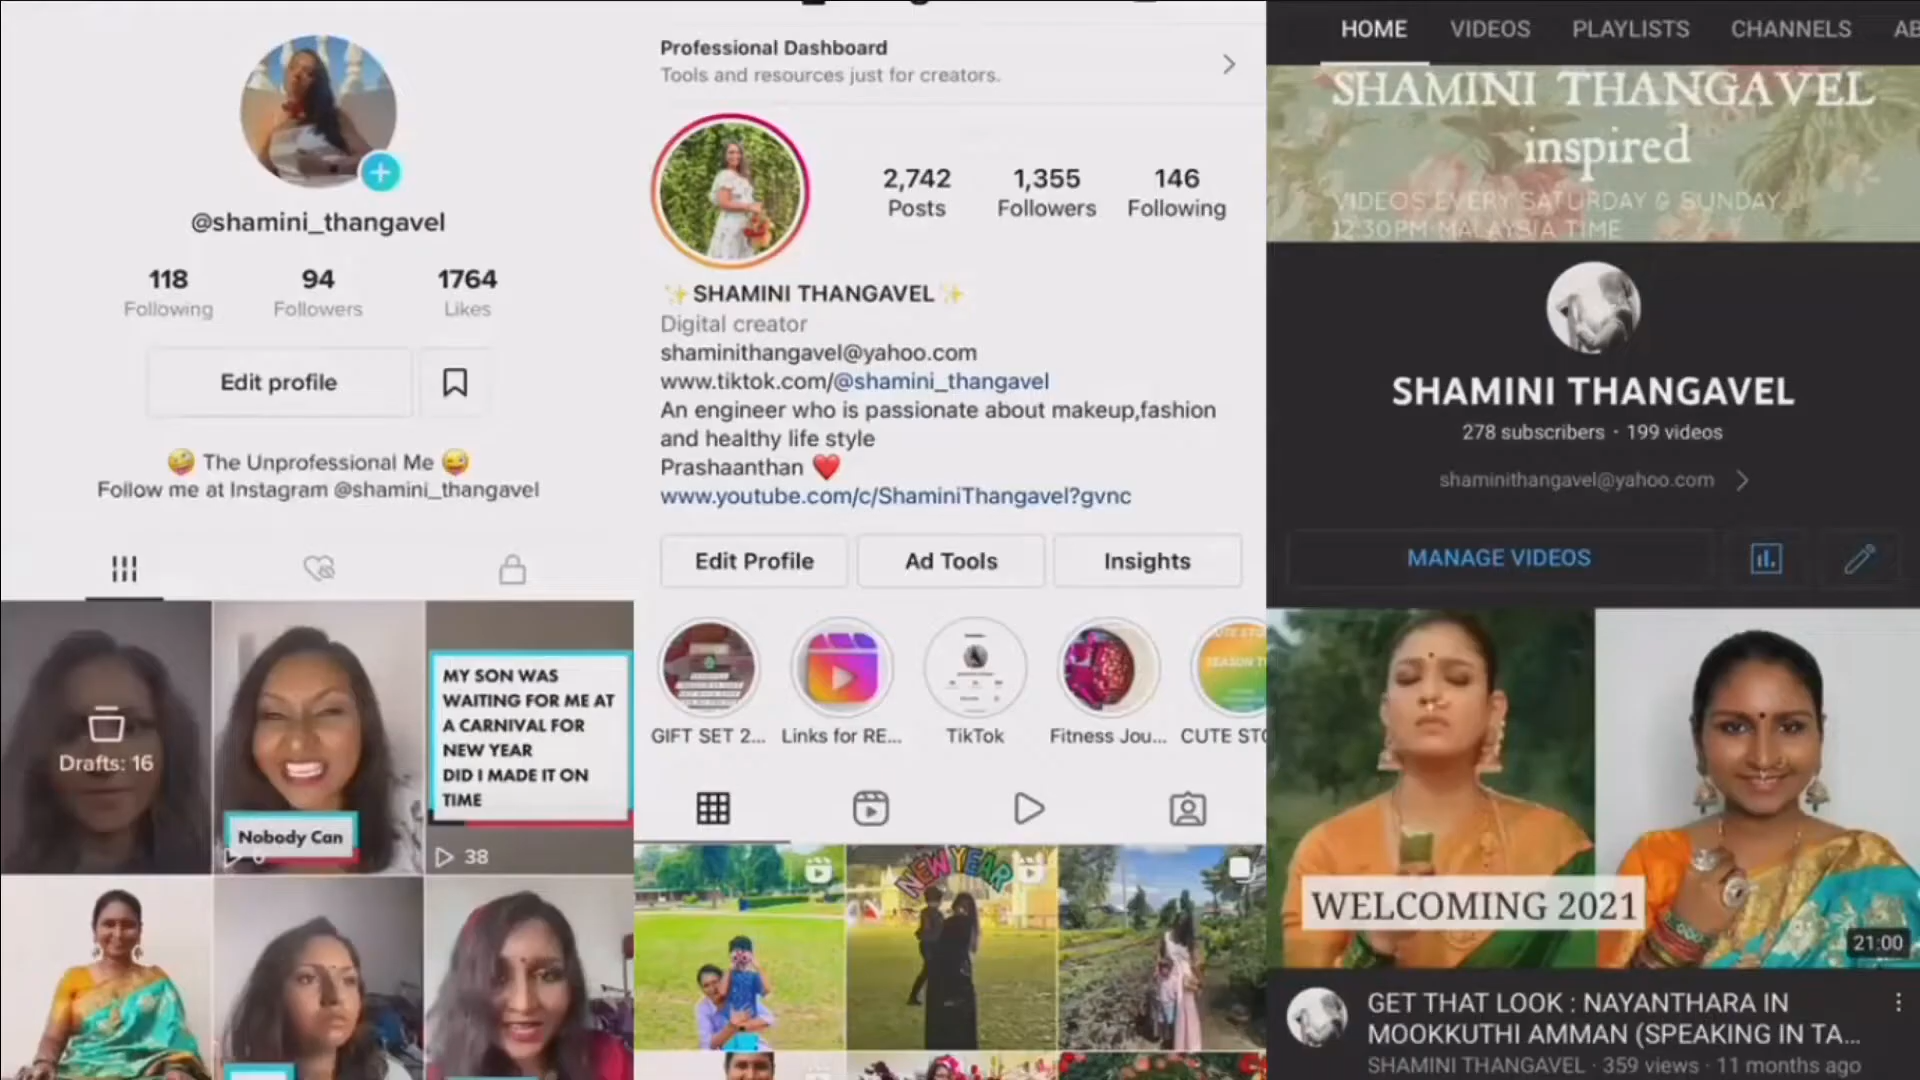 @shamini_thangavel
118
94
1764
Following
Followers
Likes
Edit profile
🤪 The Unprofessional Me 🤪
Follow me at Instagram @shamini_thangavel
Drafts: 16
Nobody Can
MY SON WAS
WAITING FOR ME AT
A CARNIVAL FOR
NEW YEAR
DID I MADE IT ON
TIME
38
Professional Dashboard
Tools and resources just for creators.
2,742
1,355
146
Posts
Followers
Following
✨SHAMINI THANGAVEL✨
Digital creator
shaminithangavel@yahoo.com
www.tiktok.com/@shamini_thangavel
An engineer who is passionate about makeup,fashion
and healthy life style
Prashaanthan ❤️
www.youtube.com/c/ShaminiThangavel?gvnc
Edit Profile
Ad Tools
Insights
GIFT SET 2...
Links for RE...
TikTok
Fitness Jou...
CUTE STO
NEW YEAR
HOME
VIDEOS
PLAYLISTS
CHANNELS
AB
SHAMINI THANGAVEL
inspired
VIDEOS EVERY SATURDAY & SUNDAY
12:30PM MALAYSIA TIME
SHAMINI THANGAVEL
278 subscribers · 199 videos
shaminithangavel@yahoo.com
MANAGE VIDEOS
WELCOMING 2021
21:00
GET THAT LOOK : NAYANTHARA IN
MOOKKUTHI AMMAN (SPEAKING IN TA...
SHAMINI THANGAVEL · 359 views · 11 months ago